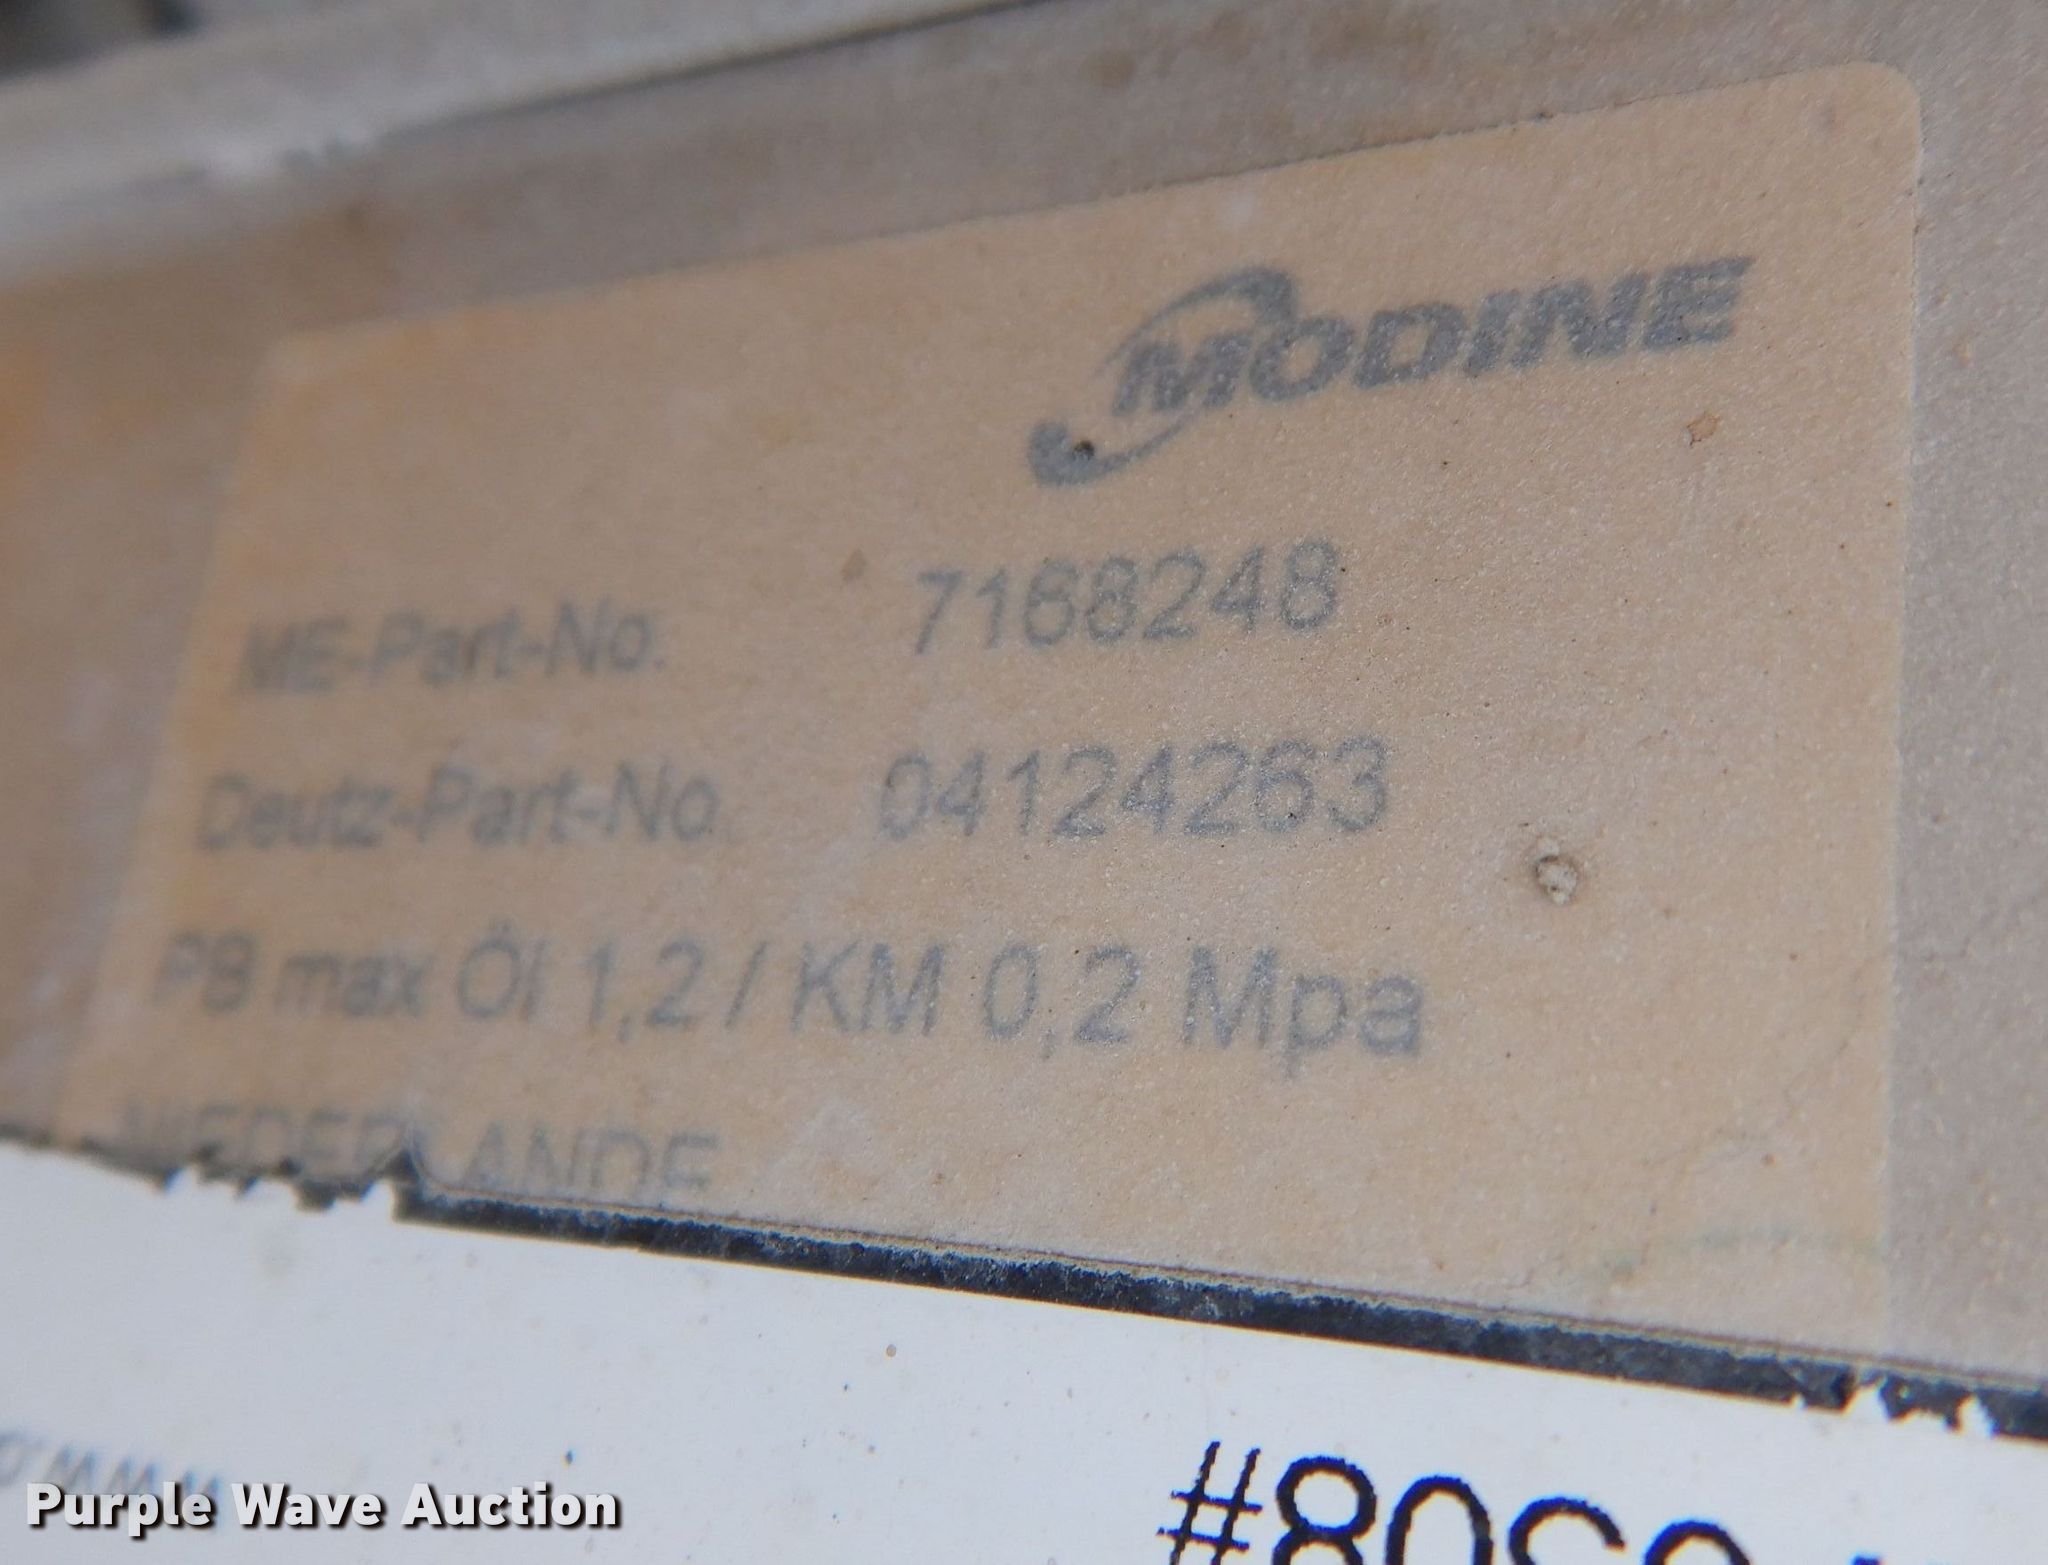 MODINE
ME-Part-No. 7168248
Deutz-Part-No. 04124263
PB max Öl 1,2 / KM 0,2 Mpa
NIEDERLANDE
Purple Wave Auction